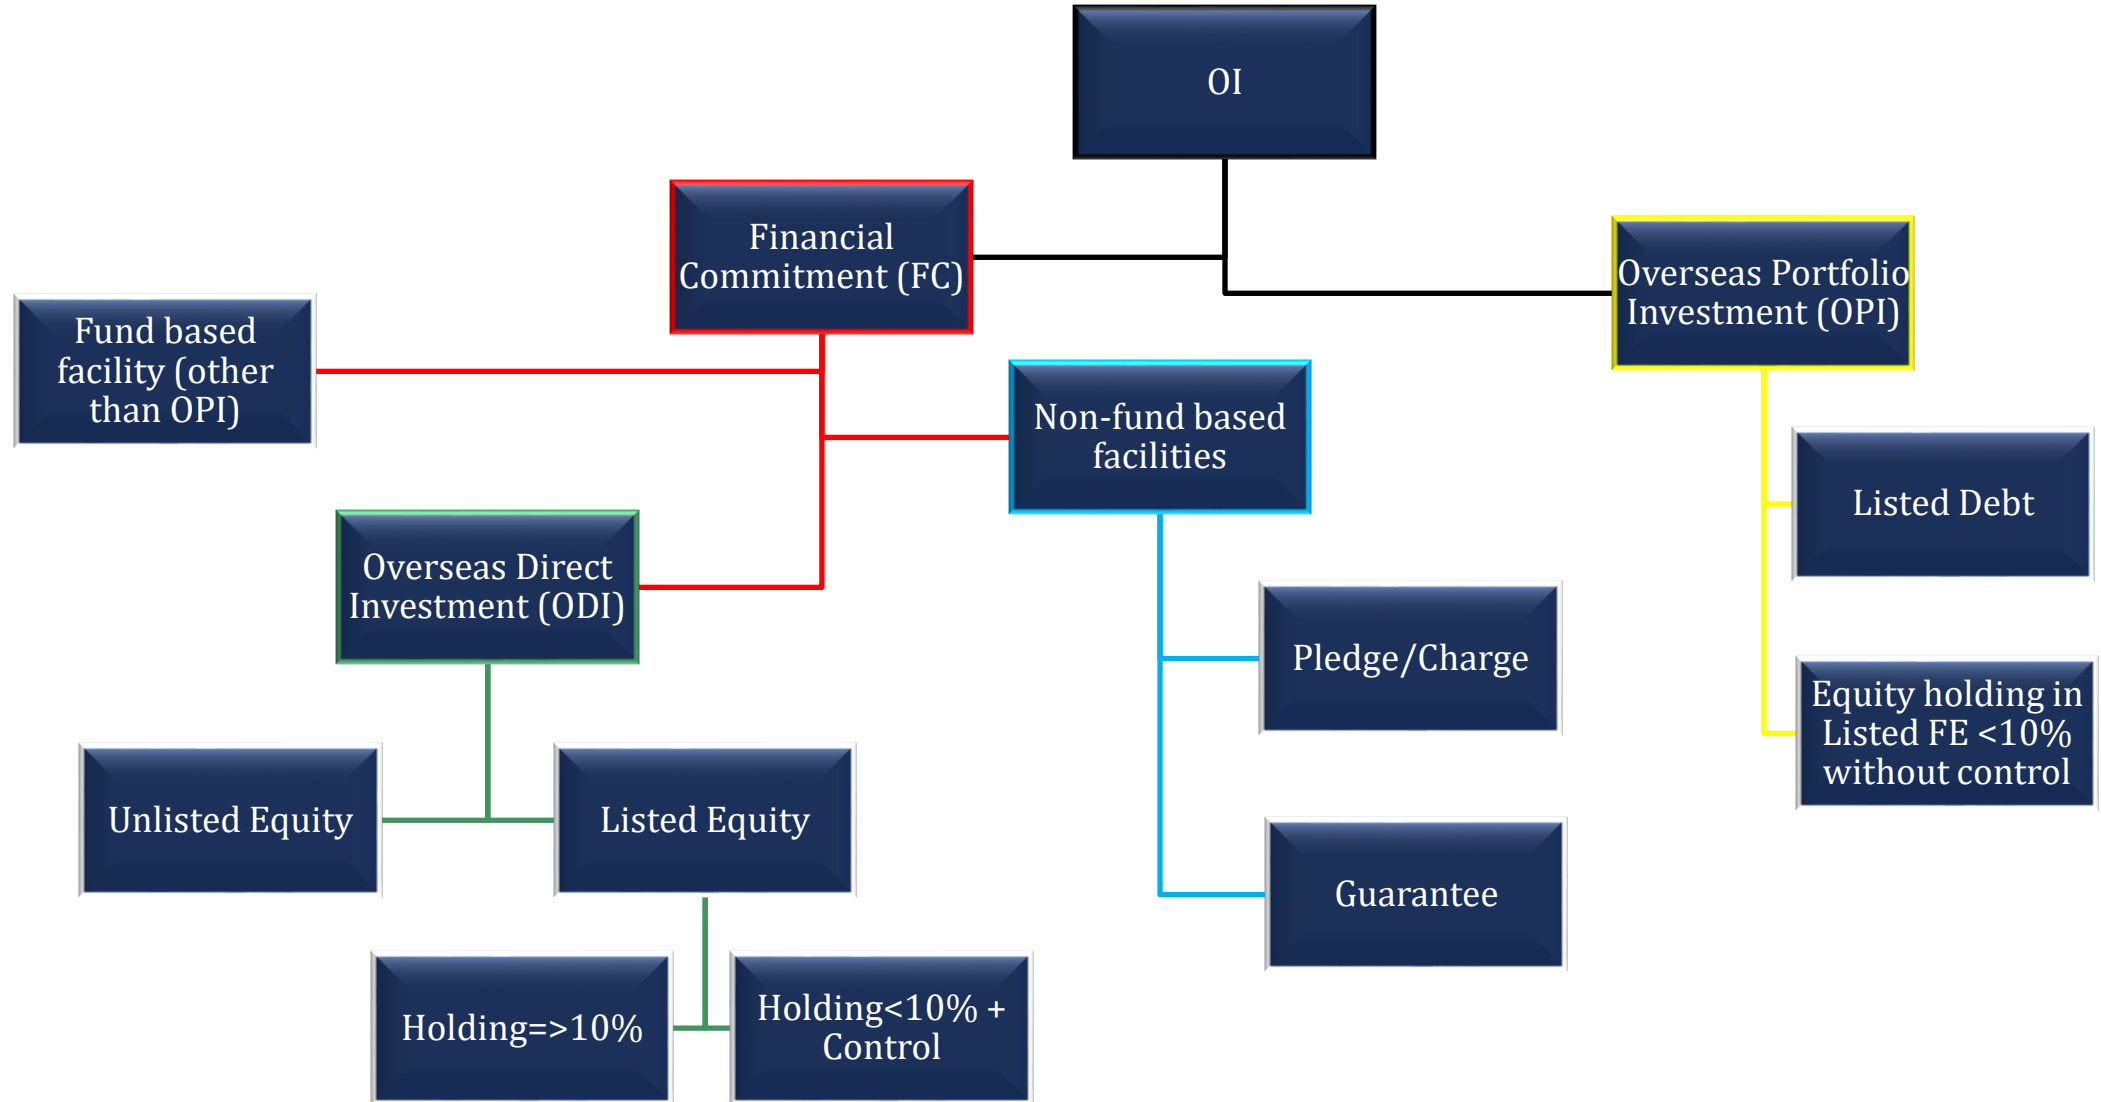 OI
Financial
Commitment (FC)
Overseas Portfolio
Investment (OPI)
Fund based
facility (other
than OPI)
Non-fund based
facilities
Listed Debt
Overseas Direct
Investment (ODI)
Pledge/Charge
Equity holding in
Listed FE <10%
without control
Unlisted Equity
Listed Equity
Guarantee
Holding=>10%
Holding<10% +
Control